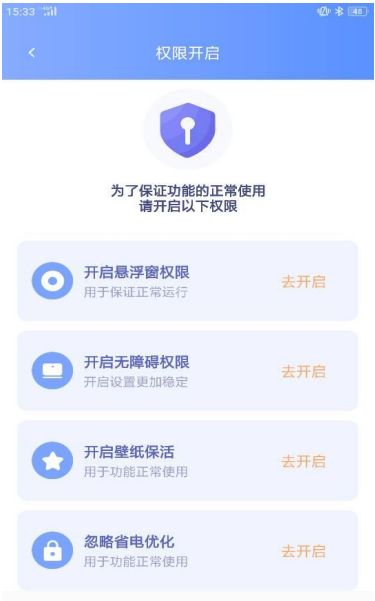 15:33
48
权限开启
为了保证功能的正常使用
请开启以下权限
开启悬浮窗权限
用于保证正常运行
去开启
开启无障碍权限
开启设置更加稳定
去开启
开启壁纸保活
用于功能正常使用
去开启
忽略省电优化
用于功能正常使用
去开启